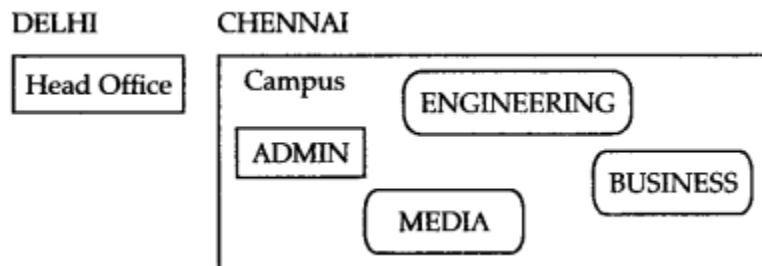 DELHI CHENNAI
Head Office
Campus
ENGINEERING
ADMIN
BUSINESS
MEDIA